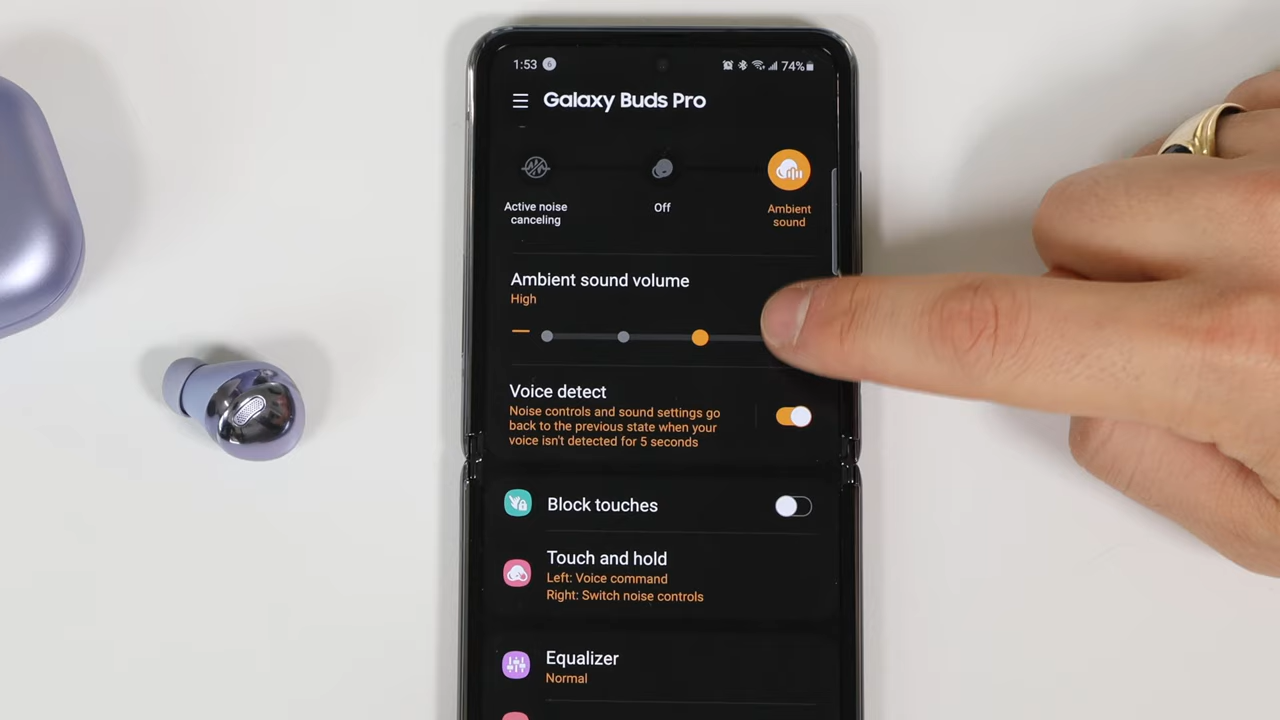 1:53 6 74%
Galaxy Buds Pro
Active noise
canceling
Off
Ambient
sound
Ambient sound volume
High
Voice detect
Noise controls and sound settings go
back to the previous state when your
voice isn't detected for 5 seconds
Block touches
Touch and hold
Left: Voice command
Right: Switch noise controls
Equalizer
Normal